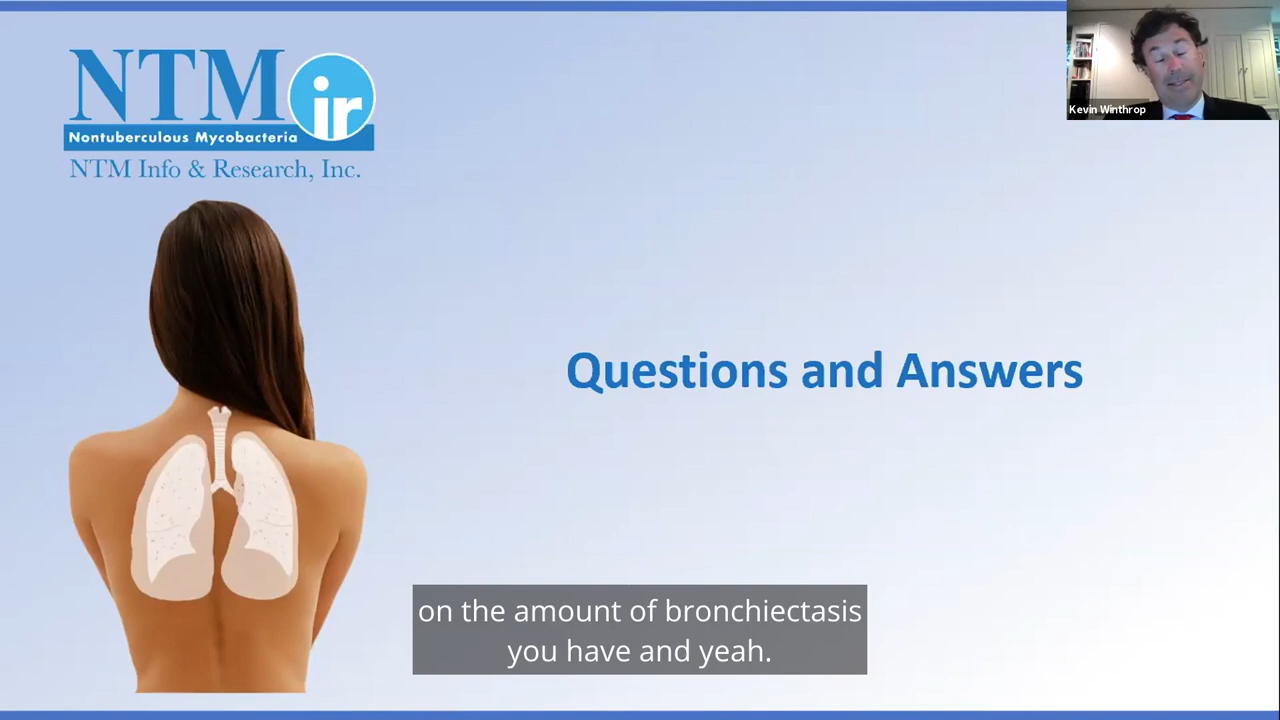 NTM ir
Nontuberculous Mycobacteria
NTM Info & Research, Inc.
Kevin Winthrop
Questions and Answers
on the amount of bronchiectasis
you have and yeah.